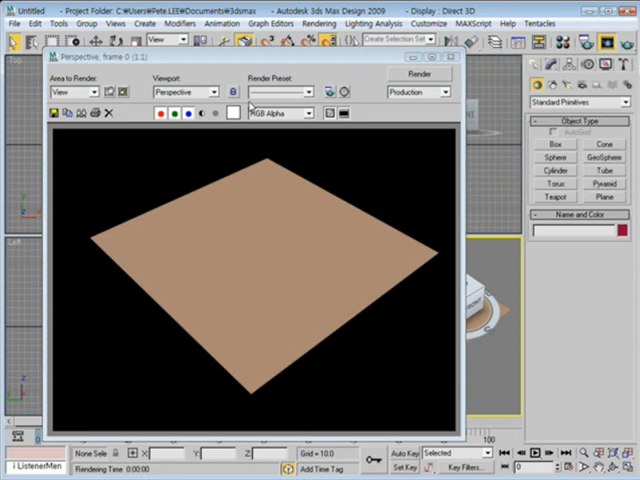 Untitled - Project Folder: C:₩Users₩Pete.LEE₩Documents₩3dsmax - Autodesk 3ds Max Design 2009 - Display : Direct 3D
File Edit Tools Group Views Create Modifiers Animation Graph Editors Rendering Lighting Analysis Customize MAXScript Help Tentacles
View Create Selection Set
Top
Perspective, frame 0 (1:1)
Area to Render: Viewport: Render Preset: Render
View Perspective Production
RGB Alpha
Standard Primitives
Object Type
AutoGrid
Box Cone
Sphere GeoSphere
Cylinder Tube
Torus Pyramid
Teapot Plane
Name and Color
Left
FRONT
z
x
0 100
None Sele X: Y: Z: Grid = 10.0 Auto Key Selected
i ListenerMen Rendering Time 0:00:00 Add Time Tag Set Key Key Filters... 0